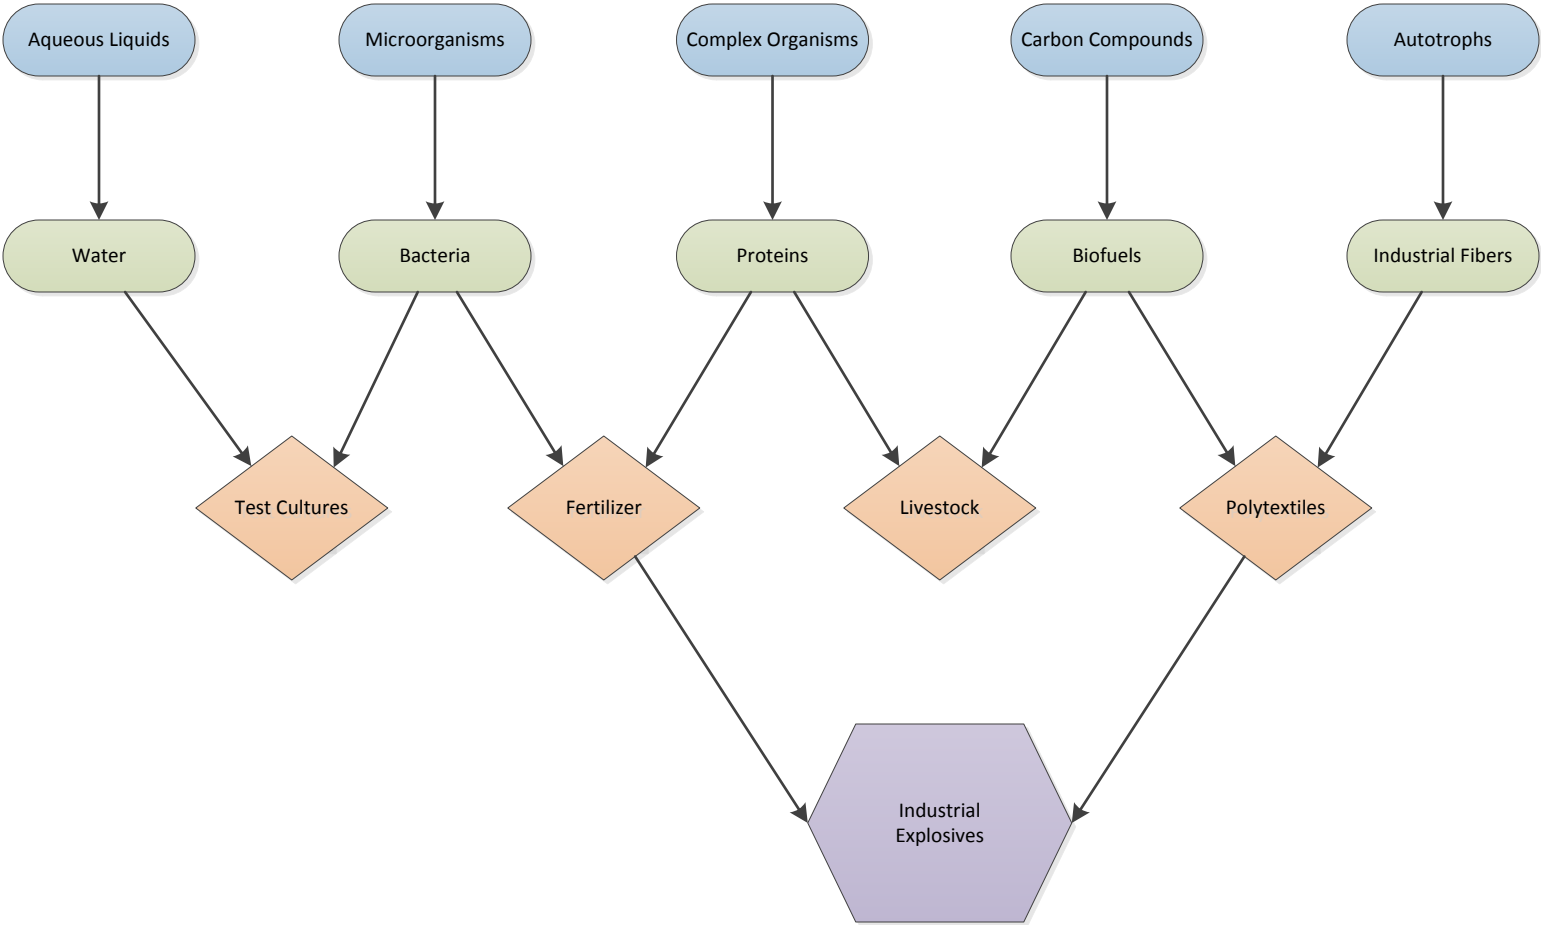 Aqueous Liquids
Microorganisms
Complex Organisms
Carbon Compounds
Autotrophs
Water
Bacteria
Proteins
Biofuels
Industrial Fibers
Test Cultures
Fertilizer
Livestock
Polytextiles
Industrial
Explosives